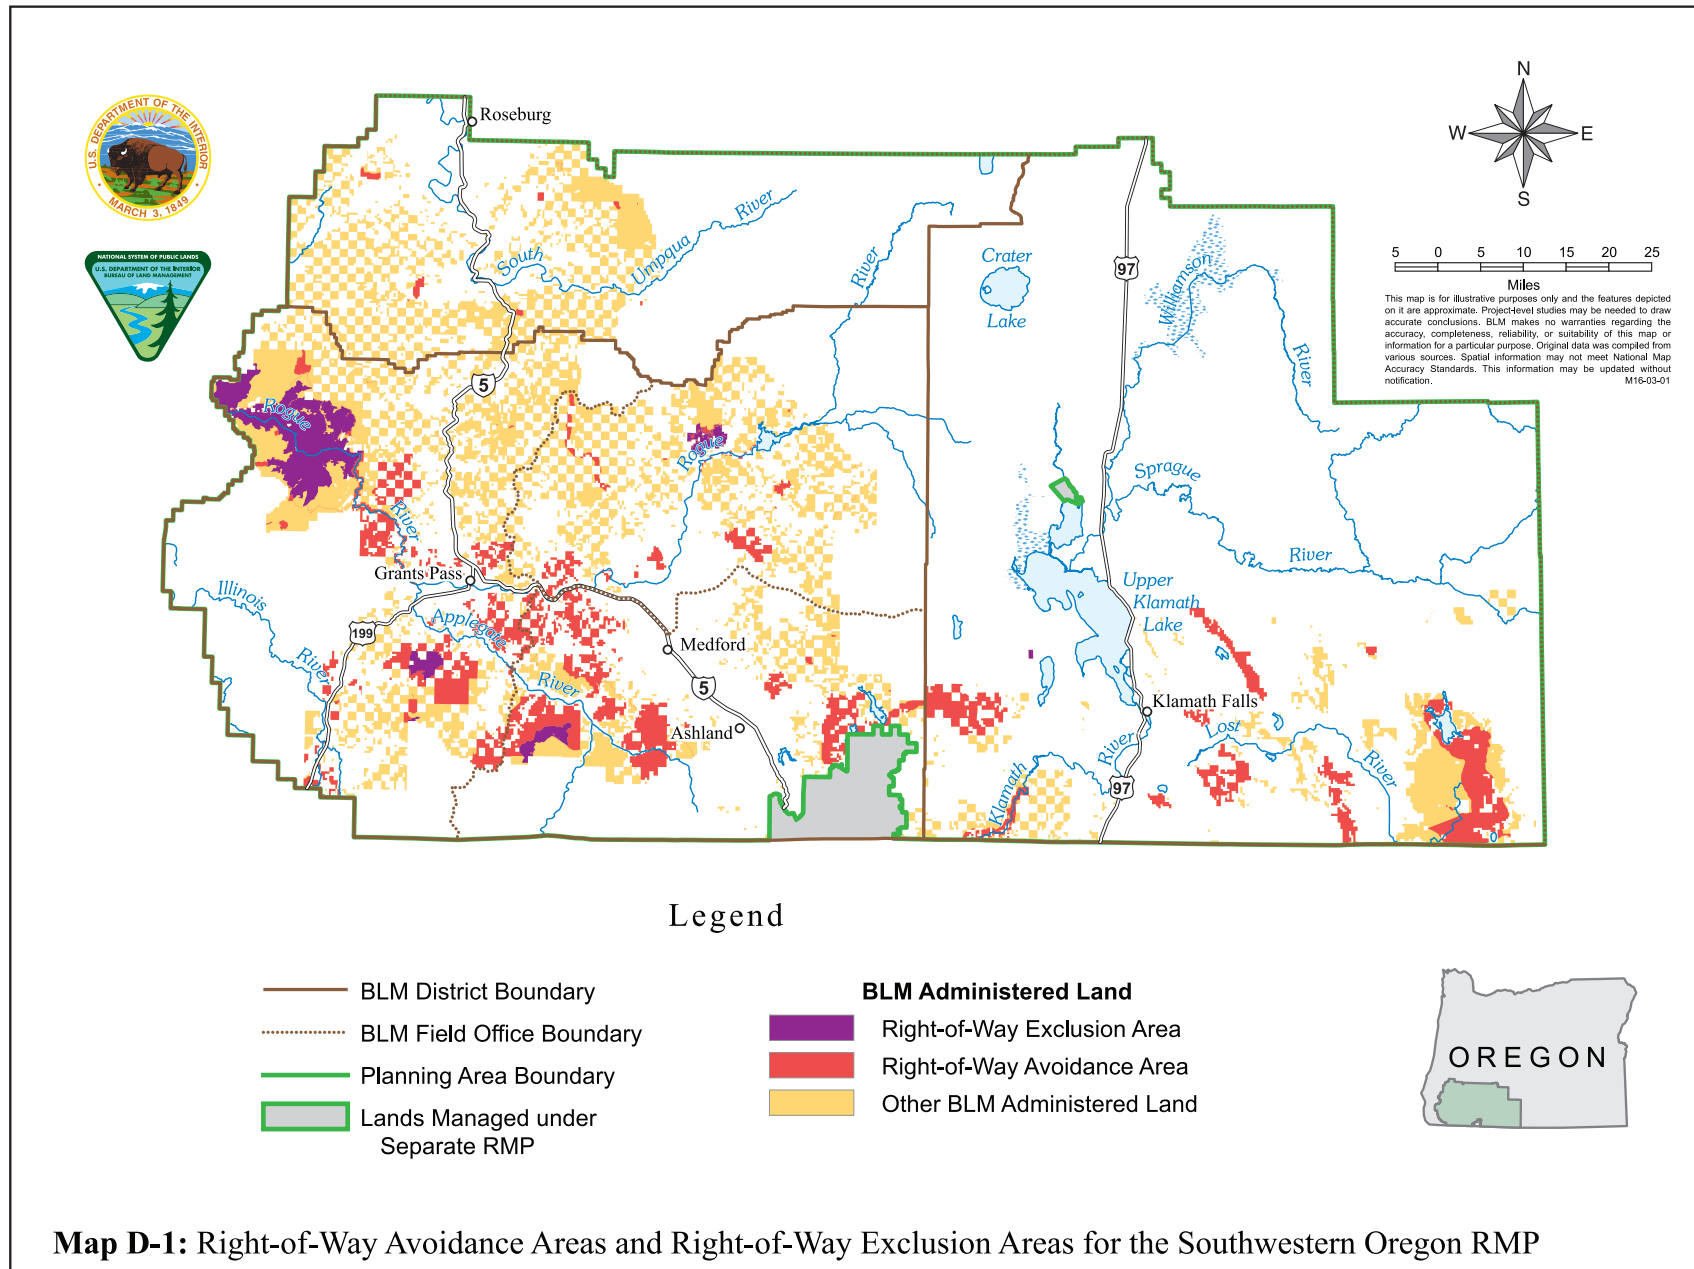 U.S. DEPARTMENT OF THE INTERIOR
MARCH 3, 1849
NATIONAL SYSTEM OF PUBLIC LANDS
U.S. DEPARTMENT OF THE INTERIOR
BUREAU OF LAND MANAGEMENT
N
W
E
S
5 0 5 10 15 20 25
Miles
This map is for illustrative purposes only and the features depicted
on it are approximate. Project-level studies may be needed to draw
accurate conclusions. BLM makes no warranties regarding the
accuracy, completeness, reliability, or suitability of this map or
information for a particular purpose. Original data was compiled from
various sources. Spatial information may not meet National Map
Accuracy Standards. This information may be updated without
notification. M16-03-01
Roseburg
South
Umpqua
River
River
Crater
Lake
97
Williamson
River
5
Rogue
Rogue
River
Sprague
River
Grants Pass
Illinois
River
199
Applegate
River
Medford
5
Ashland
Upper
Klamath
Lake
Klamath Falls
Lost
River
Klamath
River
97
Legend
BLM District Boundary
BLM Field Office Boundary
Planning Area Boundary
Lands Managed under
Separate RMP
BLM Administered Land
Right-of-Way Exclusion Area
Right-of-Way Avoidance Area
Other BLM Administered Land
OREGON
Map D-1: Right-of-Way Avoidance Areas and Right-of-Way Exclusion Areas for the Southwestern Oregon RMP